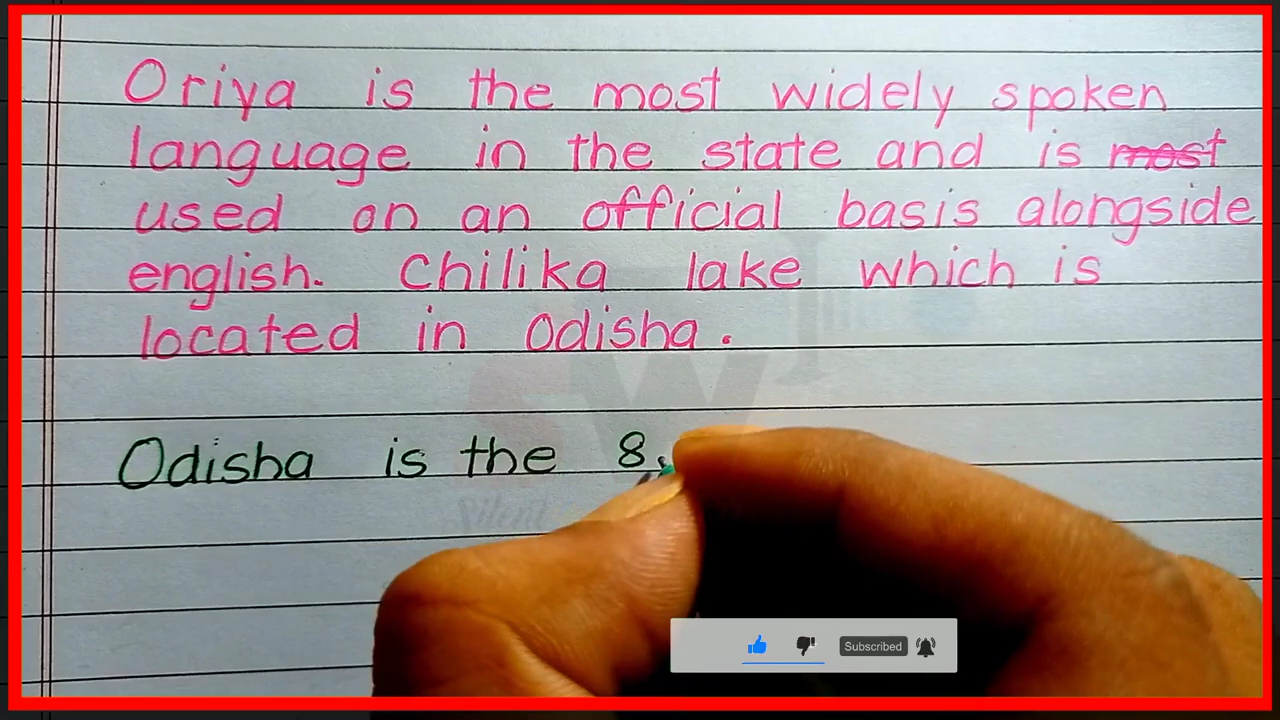 Oriya is the most widely spoken
language in the state and is most
used on an official basis alongside
english. Chilika lake which is
located in Odisha.
Odisha is the 8
Silent
Subscribed